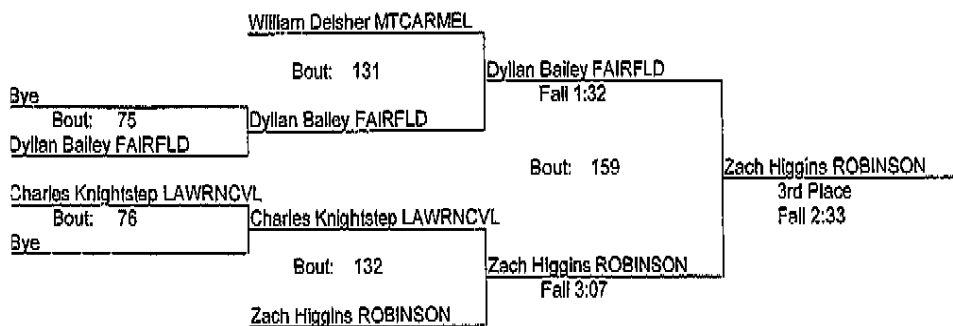 William Delsher MTCARMEL
Bout: 131
Dyllan Bailey FAIRFLD
Fall 1:32
Bye
Bout: 75
Dyllan Bailey FAIRFLD
Dyllan Bailey FAIRFLD
Bout: 159
Zach Higgins ROBINSON
3rd Place
Fall 2:33
Charles Knightstep LAWRNCVL
Bout: 76
Charles Knightstep LAWRNCVL
Bye
Bout: 132
Zach Higgins ROBINSON
Fall 3:07
Zach Higgins ROBINSON